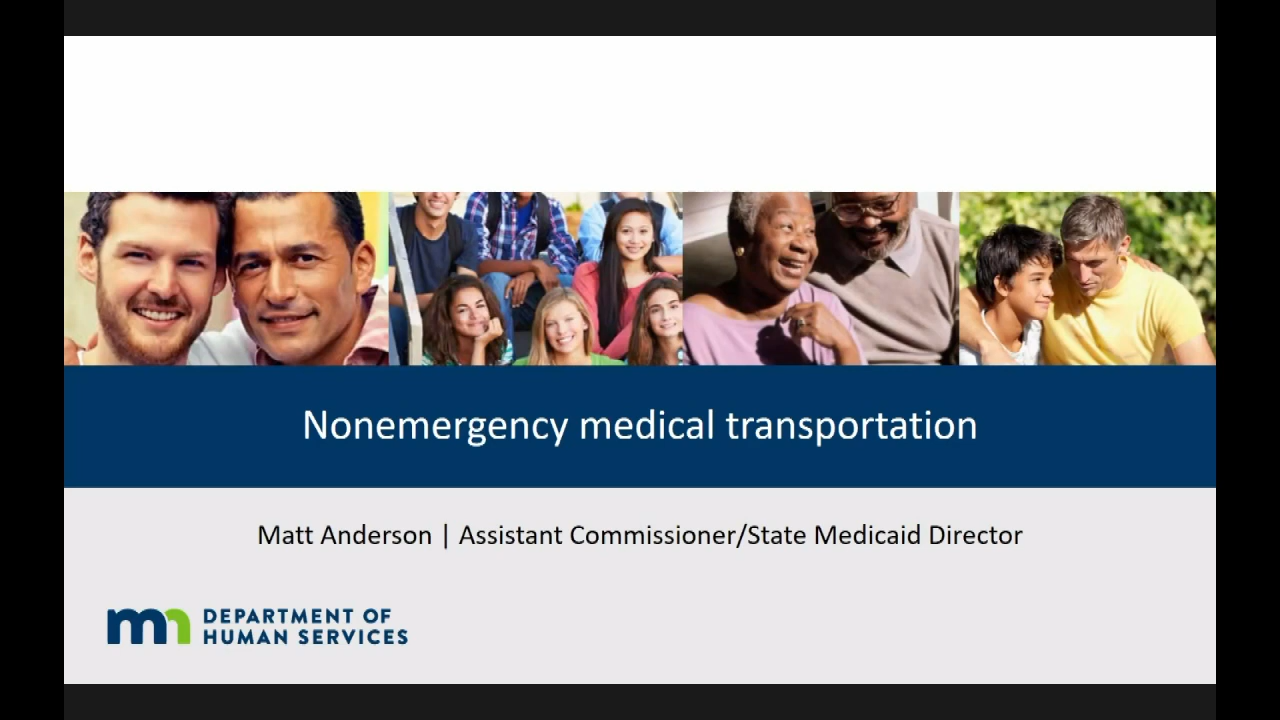 Nonemergency medical transportation
Matt Anderson | Assistant Commissioner/State Medicaid Director
mn DEPARTMENT OF
HUMAN SERVICES